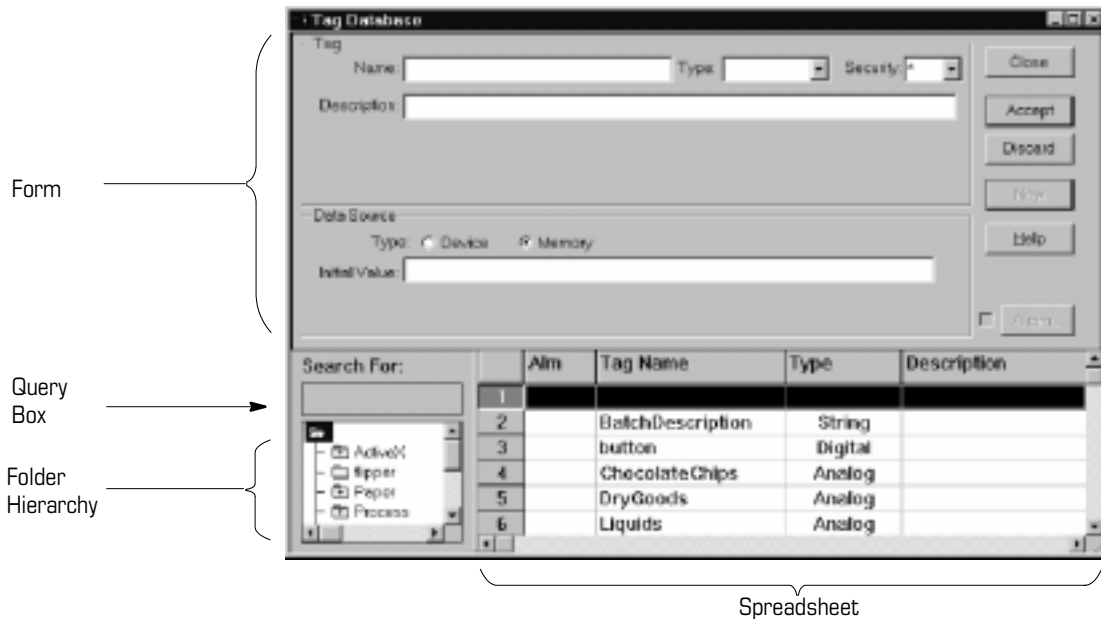 Tag Database
Tag
Name: Type: Security: *
Description:
Close
Accept
Discard
New
Data Source
Type: Device Memory
Help
Initial Value:
Alarm...
Form
Search For:
Query
Box
Folder
Hierarchy
ActiveX
flipper
Paper
Process
Alm Tag Name Type Description
1
2 BatchDescription String
3 button Digital
4 ChocolateChips Analog
5 DryGoods Analog
6 Liquids Analog
Spreadsheet